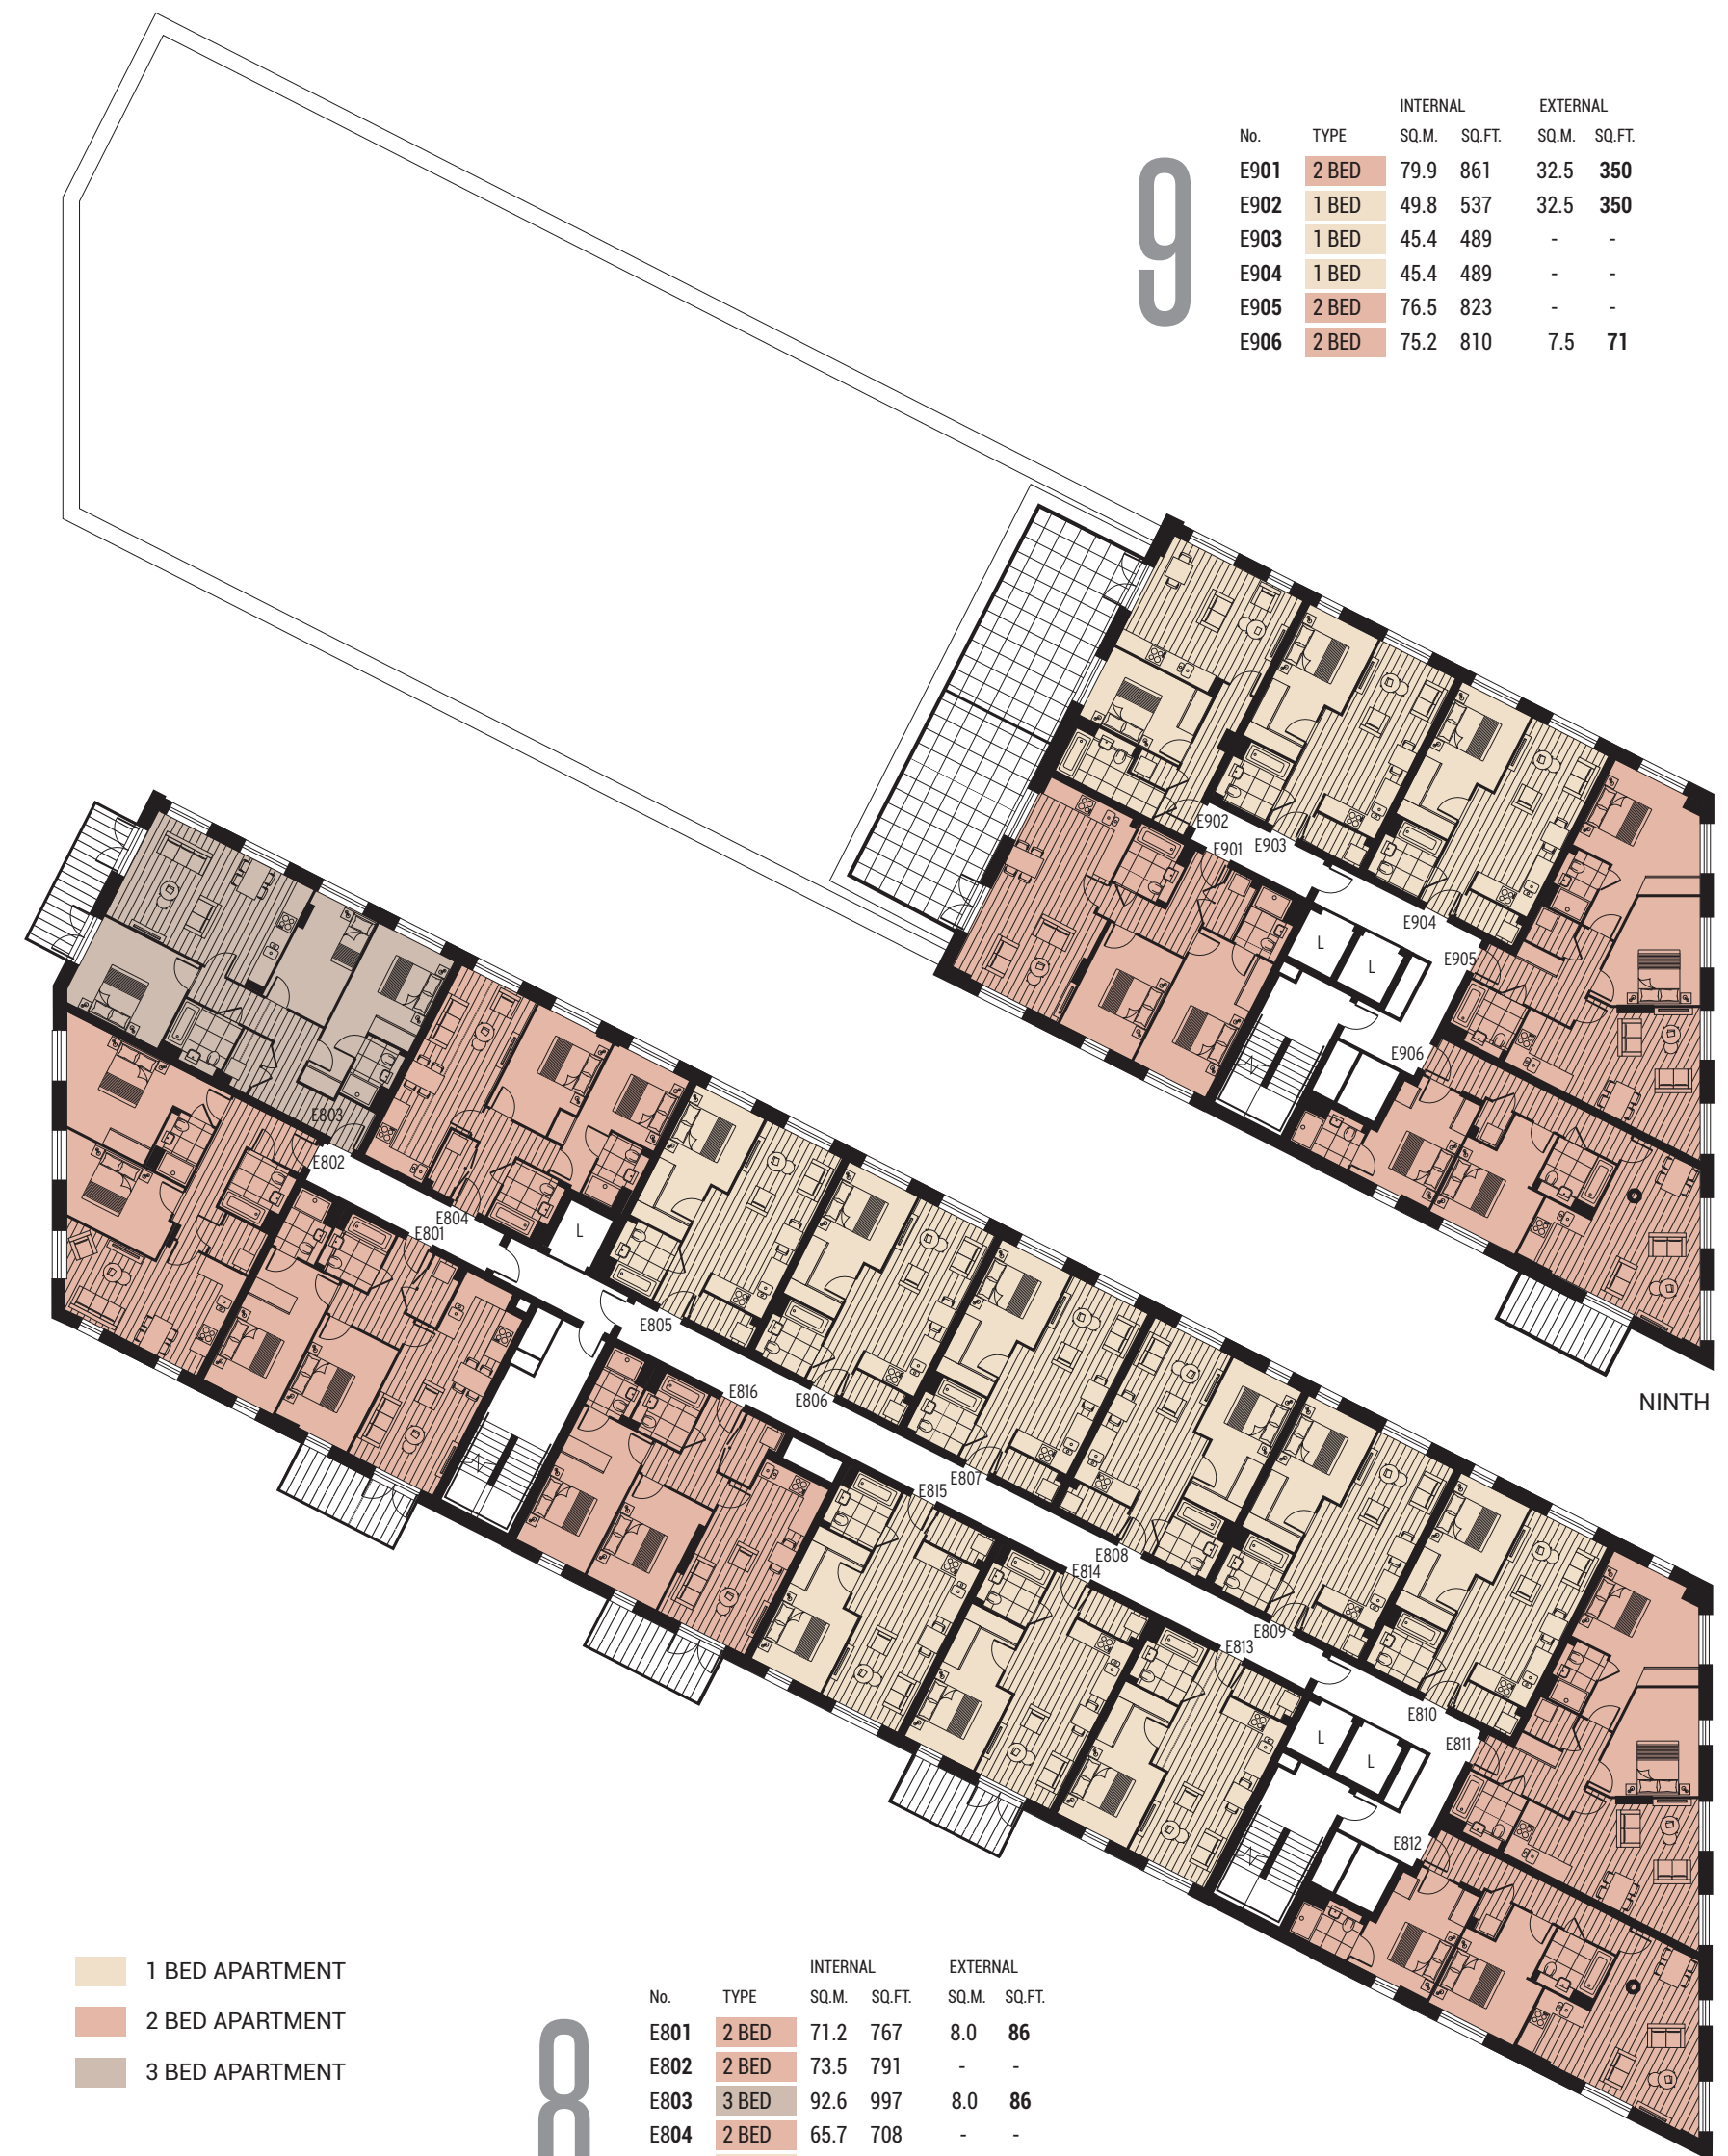 INTERNAL EXTERNAL
No. TYPE SQ.M. SQ.FT. SQ.M. SQ.FT.
9
E901 2 BED 79.9 861 32.5 350
E902 1 BED 49.8 537 32.5 350
E903 1 BED 45.4 489 - -
E904 1 BED 45.4 489 - -
E905 2 BED 76.5 823 - -
E906 2 BED 75.2 810 7.5 71
E902
E901
E903
E904
L
L
E905
E906
E803
E802
E804
E801
L
E805
E816
E806
NINTH
E807
E815
E808
E814
E809
E813
E810
L
L
E811
E812
1 BED APARTMENT
2 BED APARTMENT
3 BED APARTMENT
INTERNAL EXTERNAL
No. TYPE SQ.M. SQ.FT. SQ.M. SQ.FT.
8
E801 2 BED 71.2 767 8.0 86
E802 2 BED 73.5 791 - -
E803 3 BED 92.6 997 8.0 86
E804 2 BED 65.7 708 - -